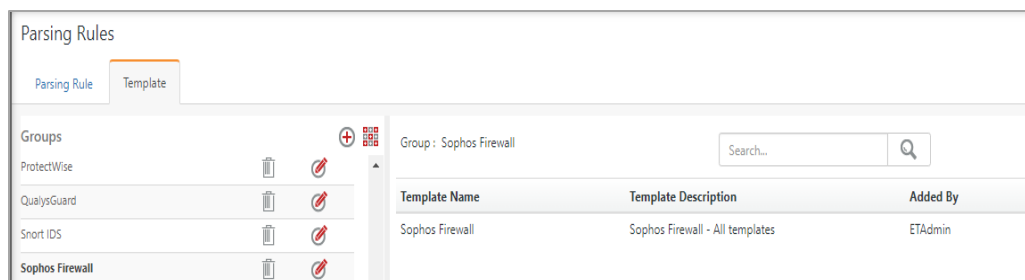 Parsing Rules
Parsing Rule
Template
Groups
ProtectWise
QualysGuard
Snort IDS
Sophos Firewall
Group : Sophos Firewall
Search...
Template Name Template Description Added By
Sophos Firewall Sophos Firewall - All templates ETAdmin